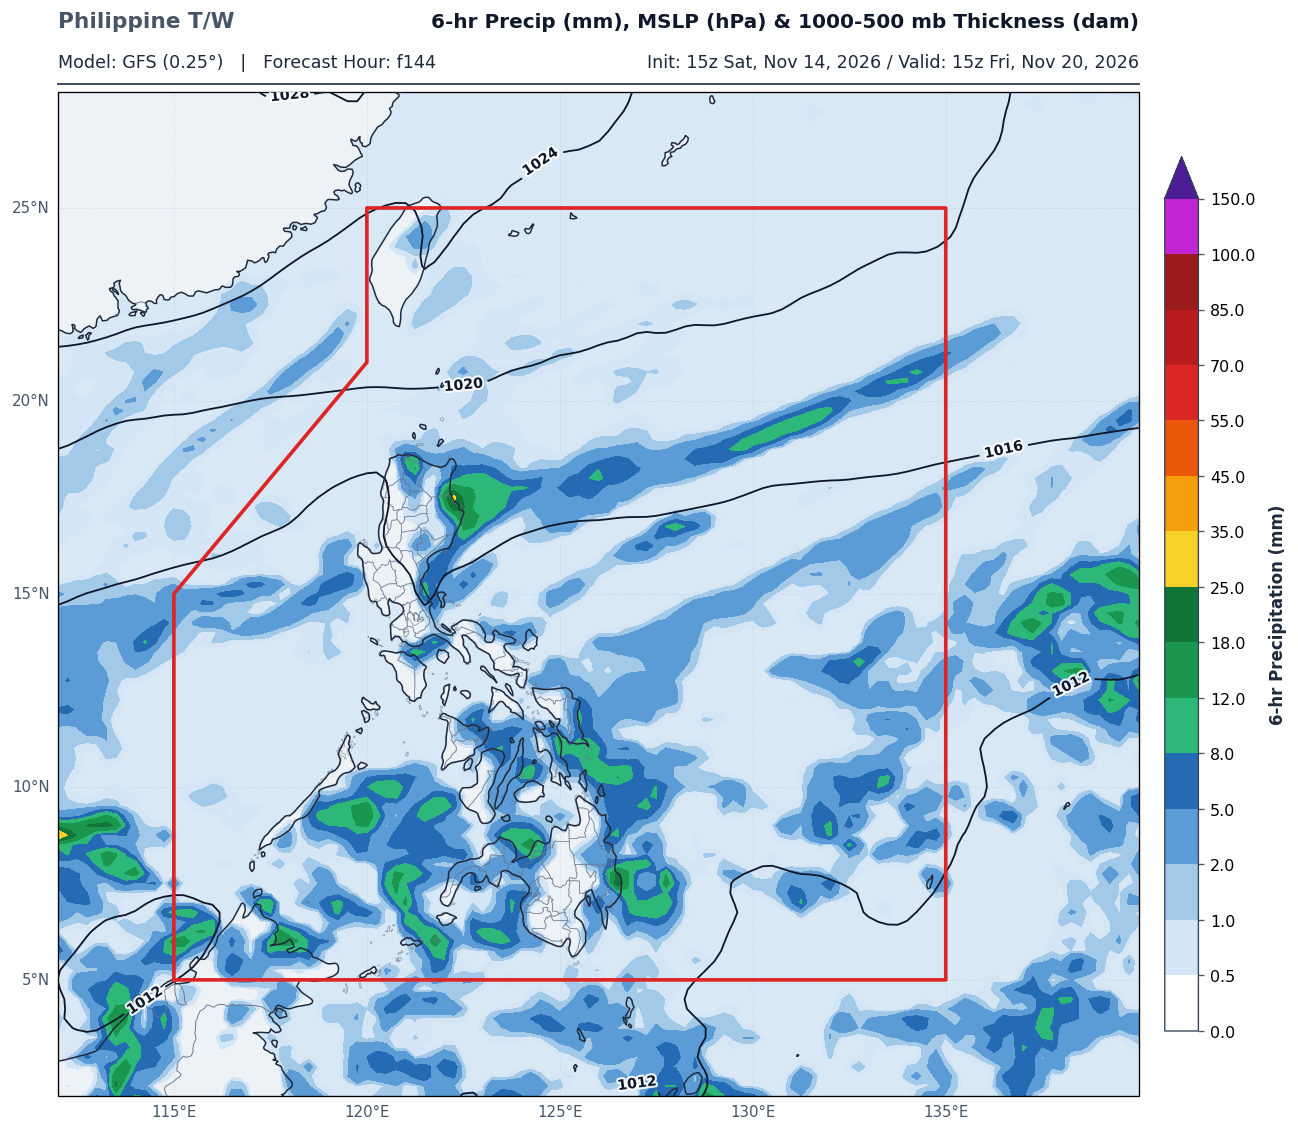 Philippine T/W
6-hr Precip (mm), MSLP (hPa) & 1000-500 mb Thickness (dam)
Model: GFS (0.25°) | Forecast Hour: f144
Init: 15z Sat, Nov 14, 2026 / Valid: 15z Fri, Nov 20, 2026
1028
1024
1020
1016
1012
1012
1012
25°N
20°N
15°N
10°N
5°N
115°E
120°E
125°E
130°E
135°E
150.0
100.0
85.0
70.0
55.0
45.0
35.0
25.0
18.0
12.0
8.0
5.0
2.0
1.0
0.5
0.0
6-hr Precipitation (mm)